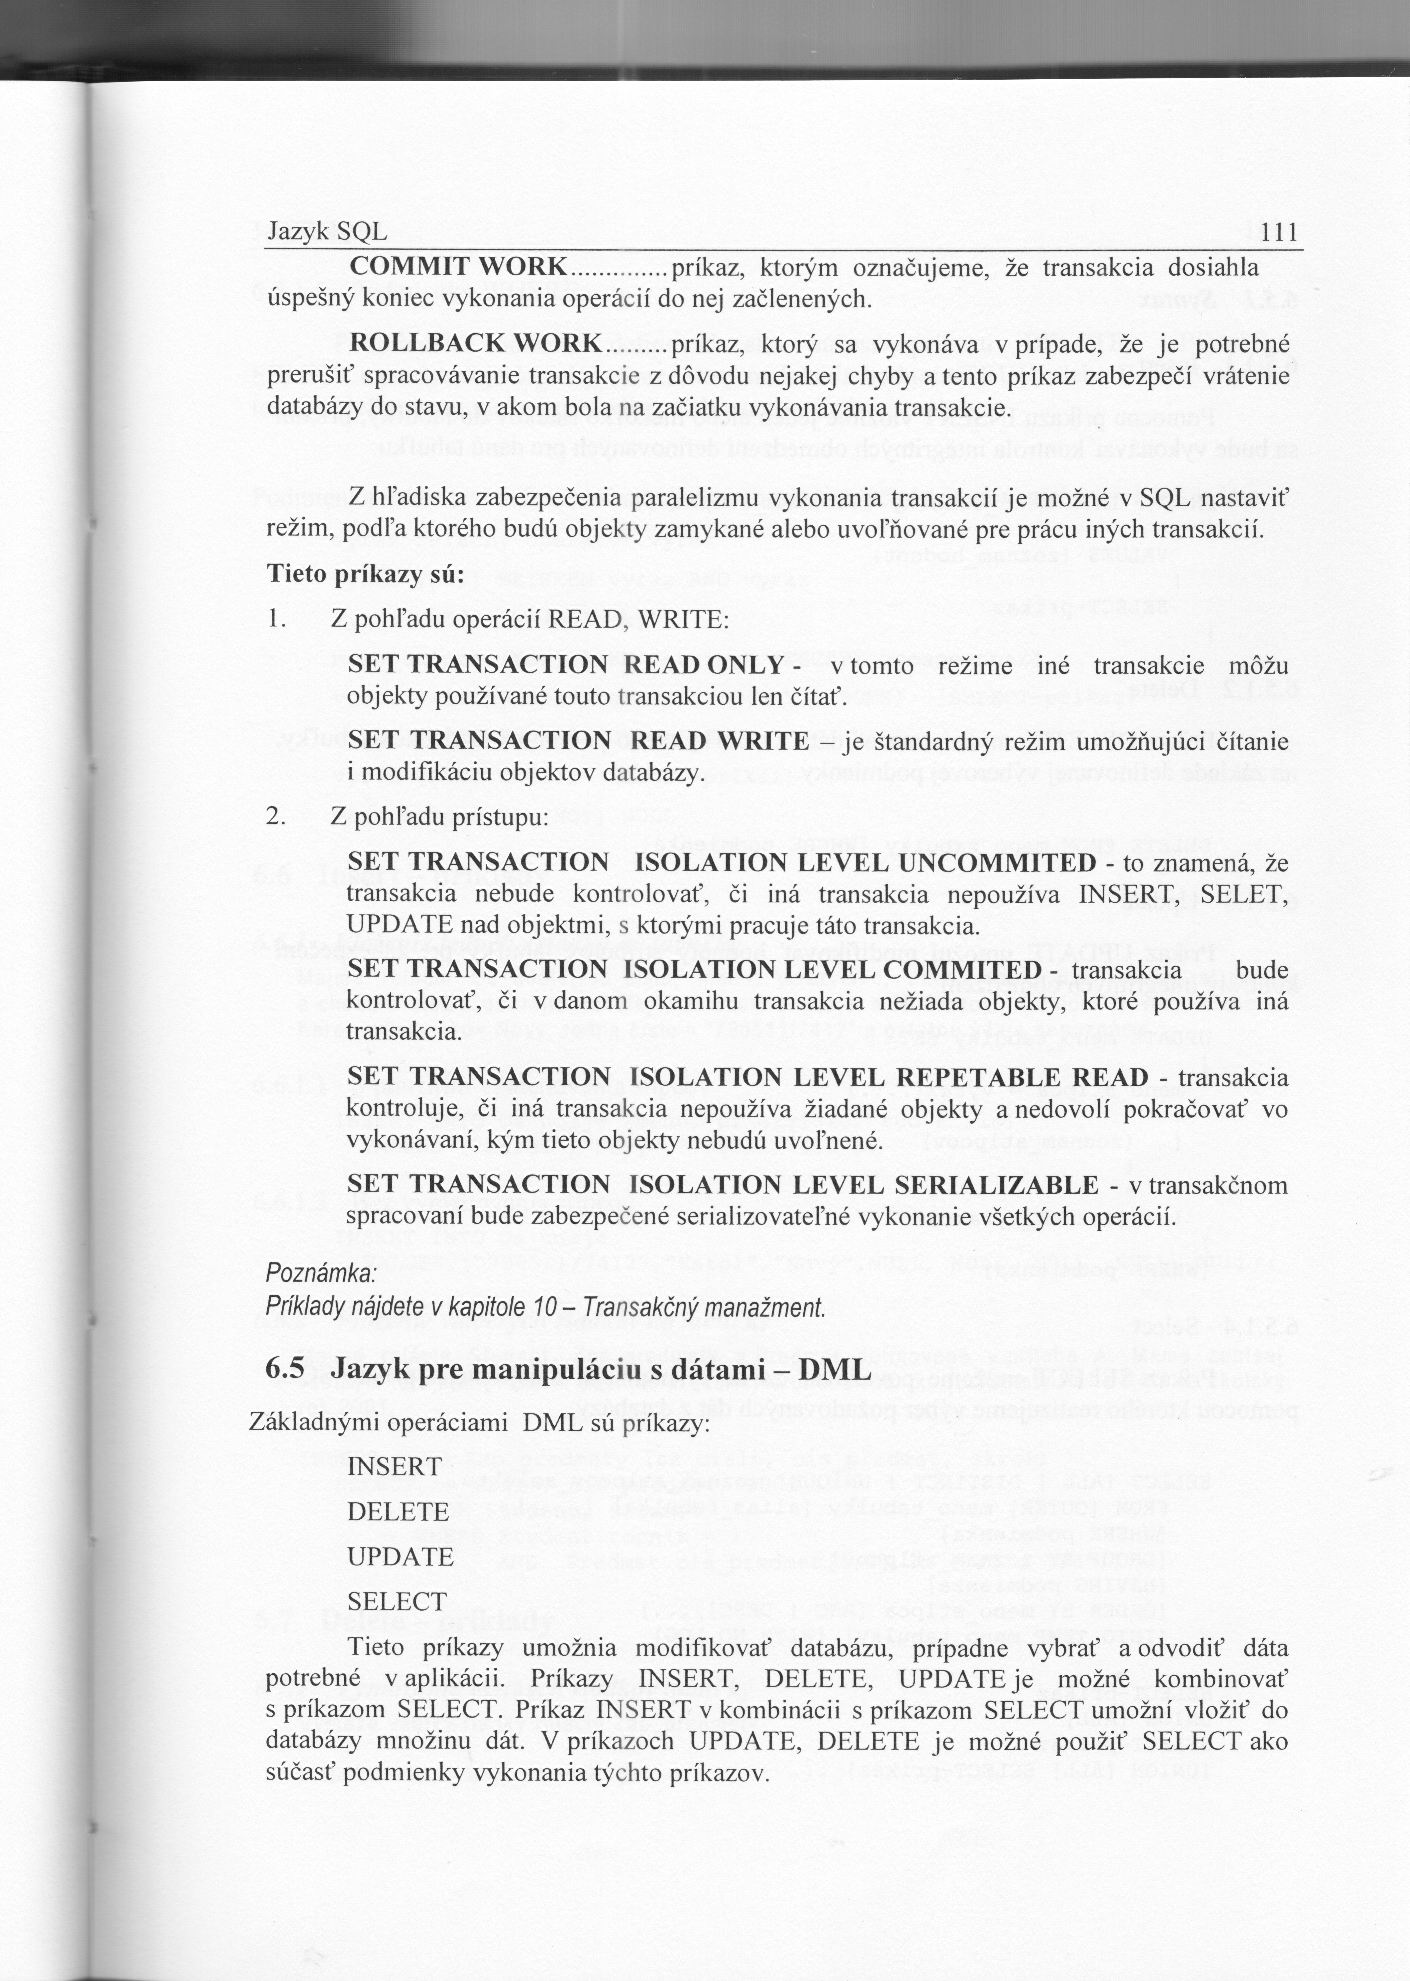 Jazyk SQL 111
COMMIT WORK..............príkaz, ktorým označujeme, že transakcia dosiahla
úspešný koniec vykonania operácií do nej začlenených.
ROLLBACK WORK.........príkaz, ktorý sa vykonáva v prípade, že je potrebné
prerušiť spracovávanie transakcie z dôvodu nejakej chyby a tento príkaz zabezpečí vrátenie
databázy do stavu, v akom bola na začiatku vykonávania transakcie.
Z hľadiska zabezpečenia paralelizmu vykonania transakcií je možné v SQL nastaviť
režim, podľa ktorého budú objekty zamykané alebo uvoľňované pre prácu iných transakcií.
Tieto príkazy sú:
1. Z pohľadu operácií READ, WRITE:
SET TRANSACTION READ ONLY - v tomto režime iné transakcie môžu
objekty používané touto transakciou len čítať.
SET TRANSACTION READ WRITE – je štandardný režim umožňujúci čítanie
i modifikáciu objektov databázy.
2. Z pohľadu prístupu:
SET TRANSACTION ISOLATION LEVEL UNCOMMITED - to znamená, že
transakcia nebude kontrolovať, či iná transakcia nepoužíva INSERT, SELET,
UPDATE nad objektmi, s ktorými pracuje táto transakcia.
SET TRANSACTION ISOLATION LEVEL COMMITED - transakcia bude
kontrolovať, či v danom okamihu transakcia nežiada objekty, ktoré používa iná
transakcia.
SET TRANSACTION ISOLATION LEVEL REPETABLE READ - transakcia
kontroluje, či iná transakcia nepoužíva žiadané objekty a nedovolí pokračovať vo
vykonávaní, kým tieto objekty nebudú uvoľnené.
SET TRANSACTION ISOLATION LEVEL SERIALIZABLE - v transakčnom
spracovaní bude zabezpečené serializovateľné vykonanie všetkých operácií.
Poznámka:
Príklady nájdete v kapitole 10 – Transakčný manažment.
6.5 Jazyk pre manipuláciu s dátami – DML
Základnými operáciami DML sú príkazy:
INSERT
DELETE
UPDATE
SELECT
Tieto príkazy umožnia modifikovať databázu, prípadne vybrať a odvodiť dáta
potrebné v aplikácii. Príkazy INSERT, DELETE, UPDATE je možné kombinovať
s príkazom SELECT. Príkaz INSERT v kombinácii s príkazom SELECT umožní vložiť do
databázy množinu dát. V príkazoch UPDATE, DELETE je možné použiť SELECT ako
súčasť podmienky vykonania týchto príkazov.